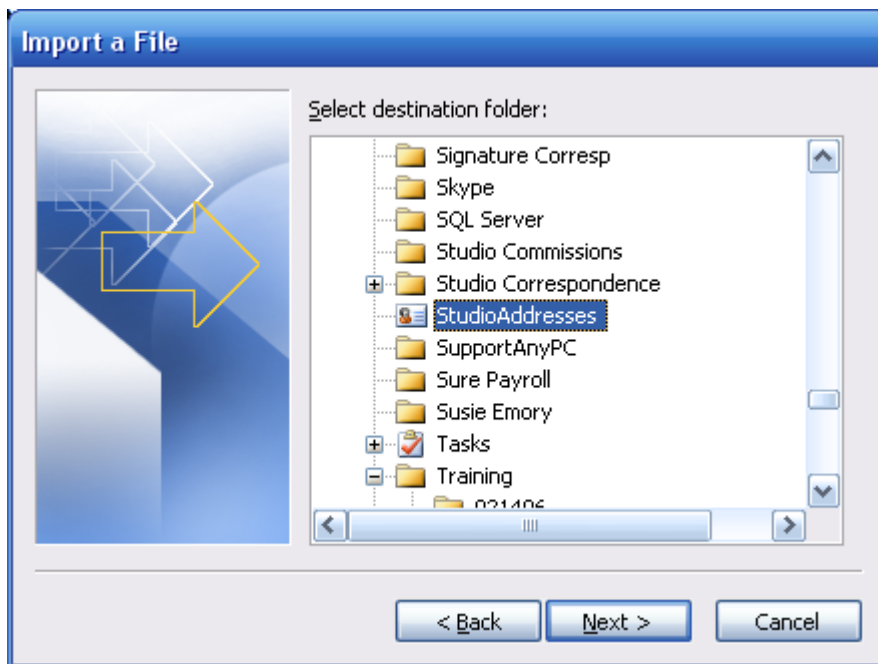 Import a File
Select destination folder:
Signature Corresp
Skype
SQL Server
Studio Commissions
Studio Correspondence
StudioAddresses
SupportAnyPC
Sure Payroll
Susie Emory
Tasks
Training
021406
< Back Next > Cancel